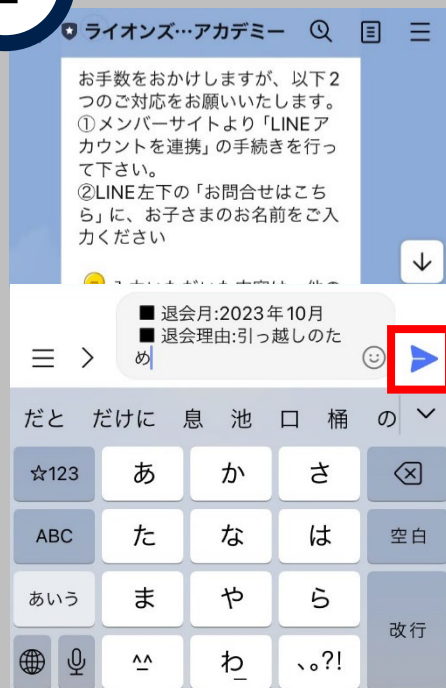 ライオンズ…アカデミー
お手数をおかけしますが、以下2
つのご対応をお願いいたします。
①メンバーサイトより「LINEア
カウントを連携」の手続きを行っ
て下さい。
②LINE左下の「お問合せはこち
ら」に、お子さまのお名前をご入
力ください
■ 退会月:2023年10月
■ 退会理由:引っ越しのた
め
だと だけに 息 池 口 桶 の
☆123 あ か さ
ABC た な は 空白
あいう ま や ら
改行
^^ わ 、。?!